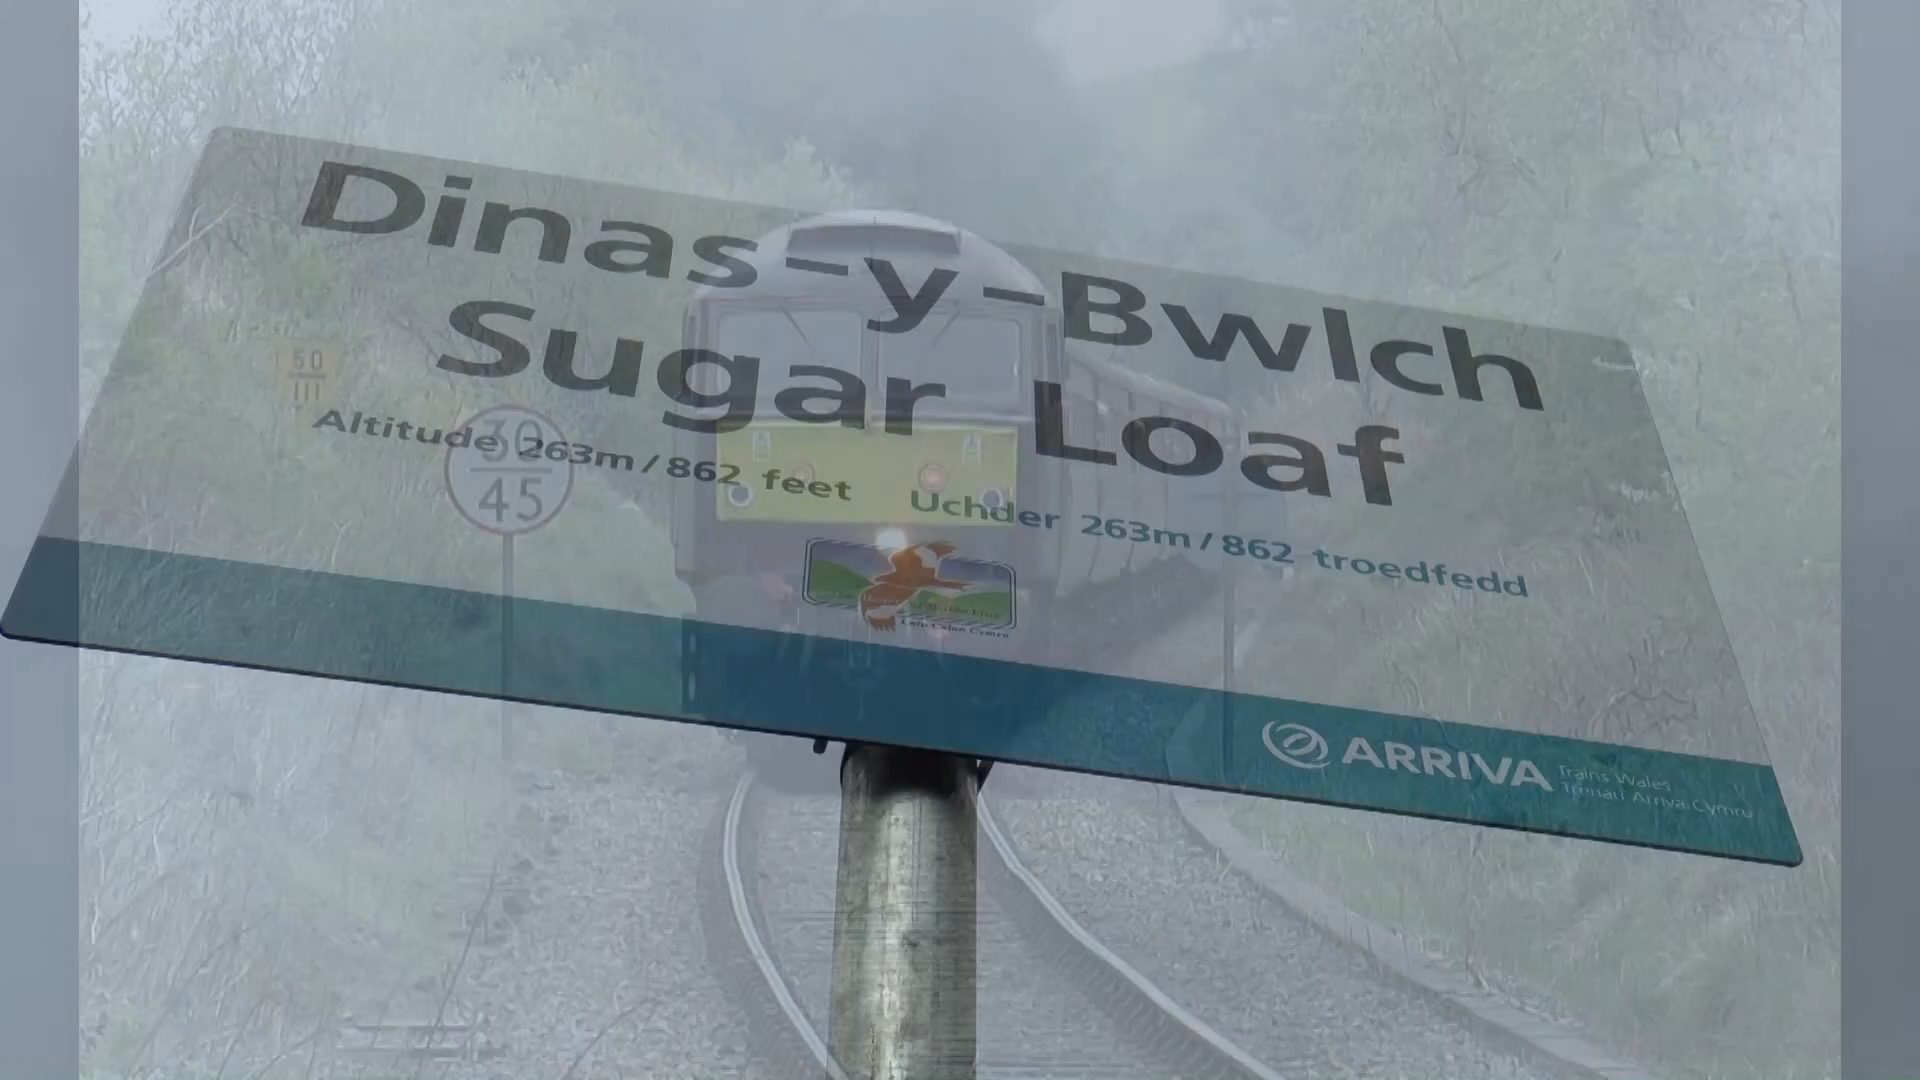 Dinas-y-Bwlch
Sugar Loaf
Altitude 263m/862 feet
Uchder 263m/862 troedfedd
50
111
30
45
ARRIVA
Trains Wales
Trenau Arriva Cymru